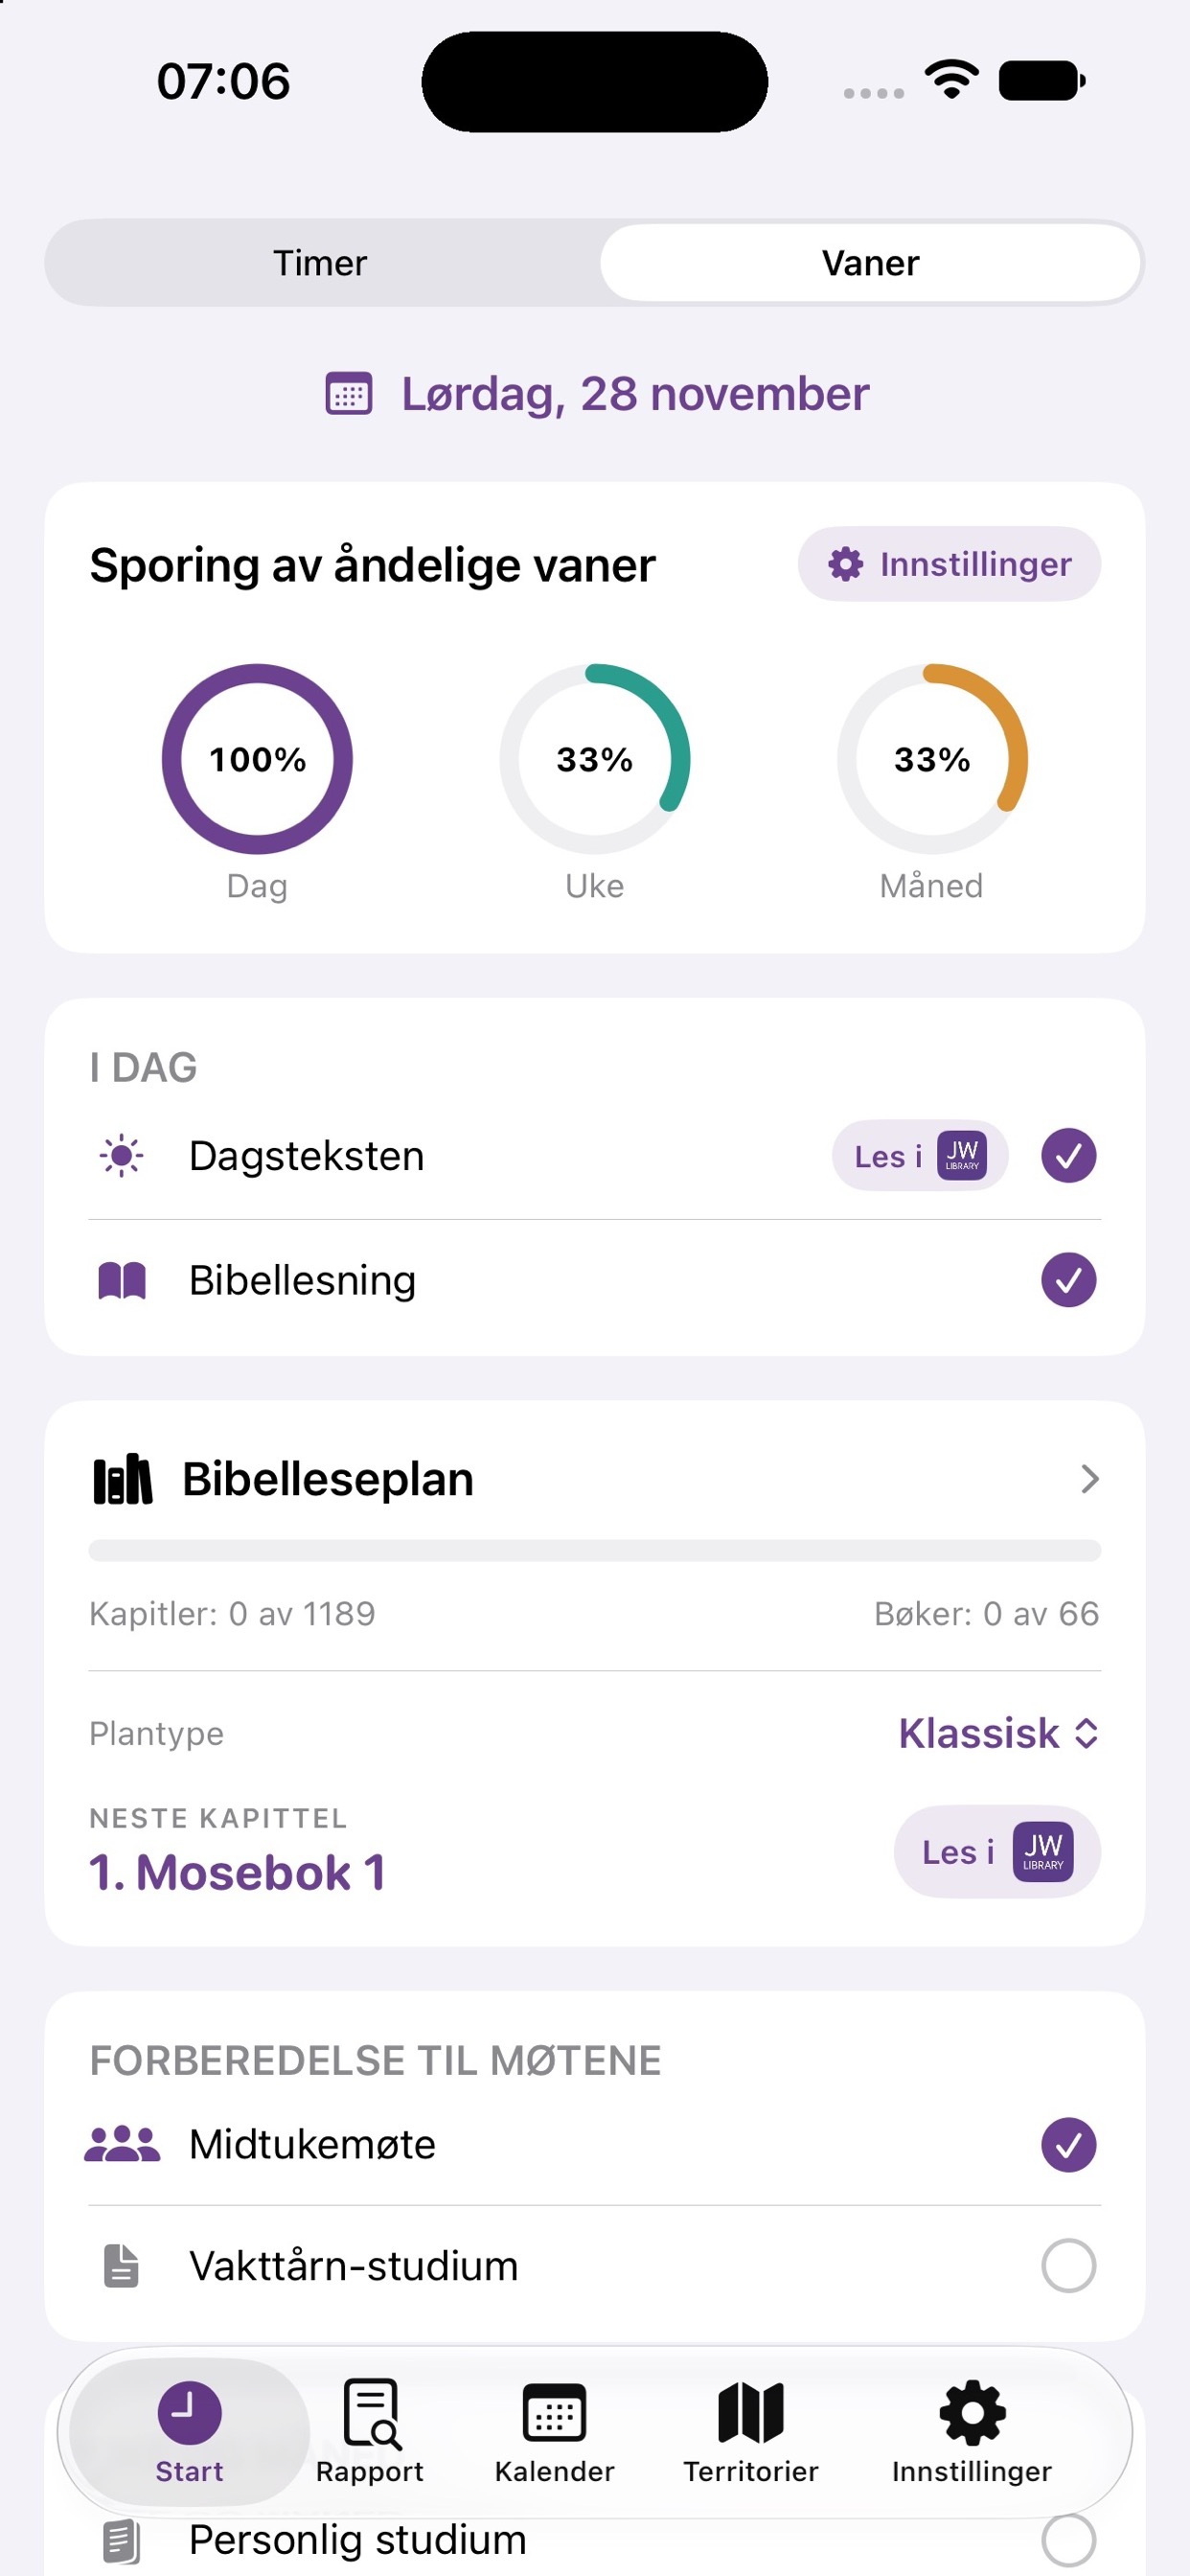 07:06
Timer
Vaner
Lørdag, 28 november
Sporing av åndelige vaner
Innstillinger
100%
33%
33%
Dag
Uke
Måned
I DAG
Dagsteksten
Les i
JW
LIBRARY
Bibellesning
Bibelleseplan
Kapitler: 0 av 1189
Bøker: 0 av 66
Plantype
Klassisk
NESTE KAPITTEL
1. Mosebok 1
Les i
JW
LIBRARY
FORBEREDELSE TIL MØTENE
Midtukemøte
Vakttårn-studium
Start
Rapport
Kalender
Territorier
Innstillinger
Personlig studium